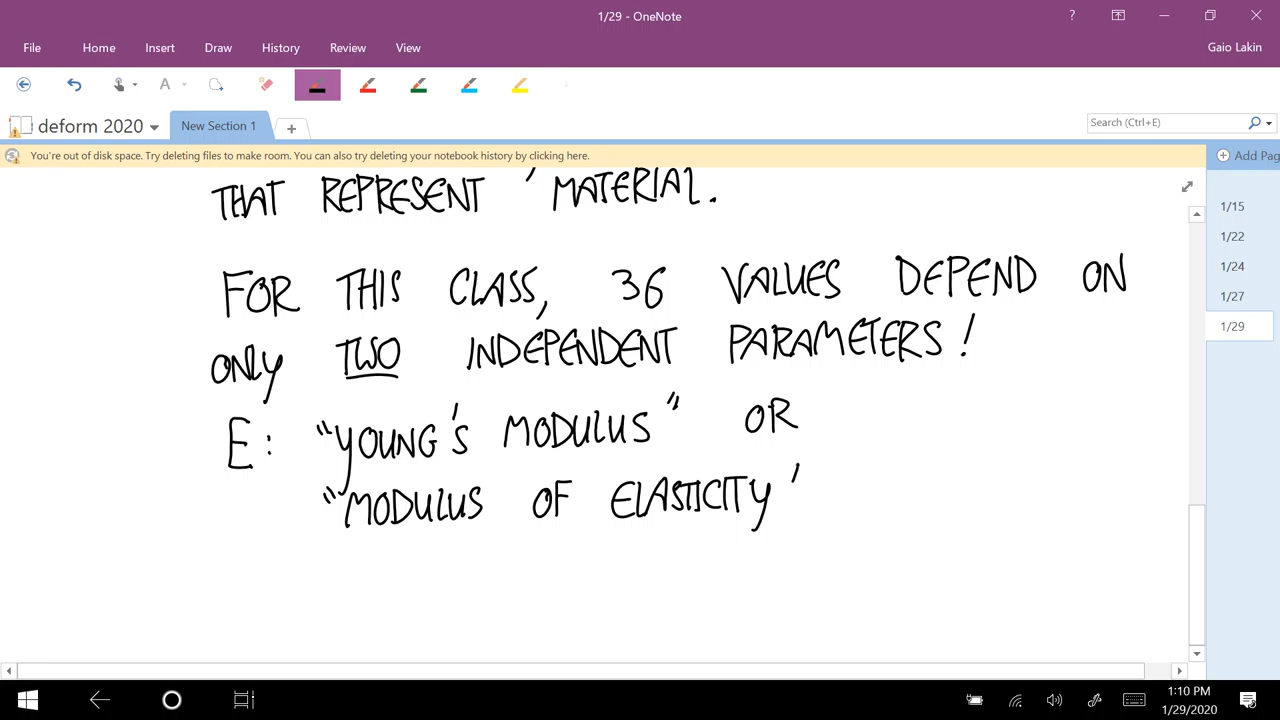 1/29 - OneNote
?
File Home Insert Draw History Review View
Gaio Lakin
A
deform 2020 New Section 1 +
Search (Ctrl+E)
You're out of disk space. Try deleting files to make room. You can also try deleting your notebook history by clicking here.
Add Pag
1/15
1/22
1/24
1/27
1/29
THAT REPRESENT ' MATERIAL.
FOR THIS CLASS, 36 VALUES DEPEND ON
ONLY TWO INDEPENDENT PARAMETERS!
E: "YOUNG'S MODULUS" OR
"MODULUS OF ELASTICITY'
1:10 PM
1/29/2020